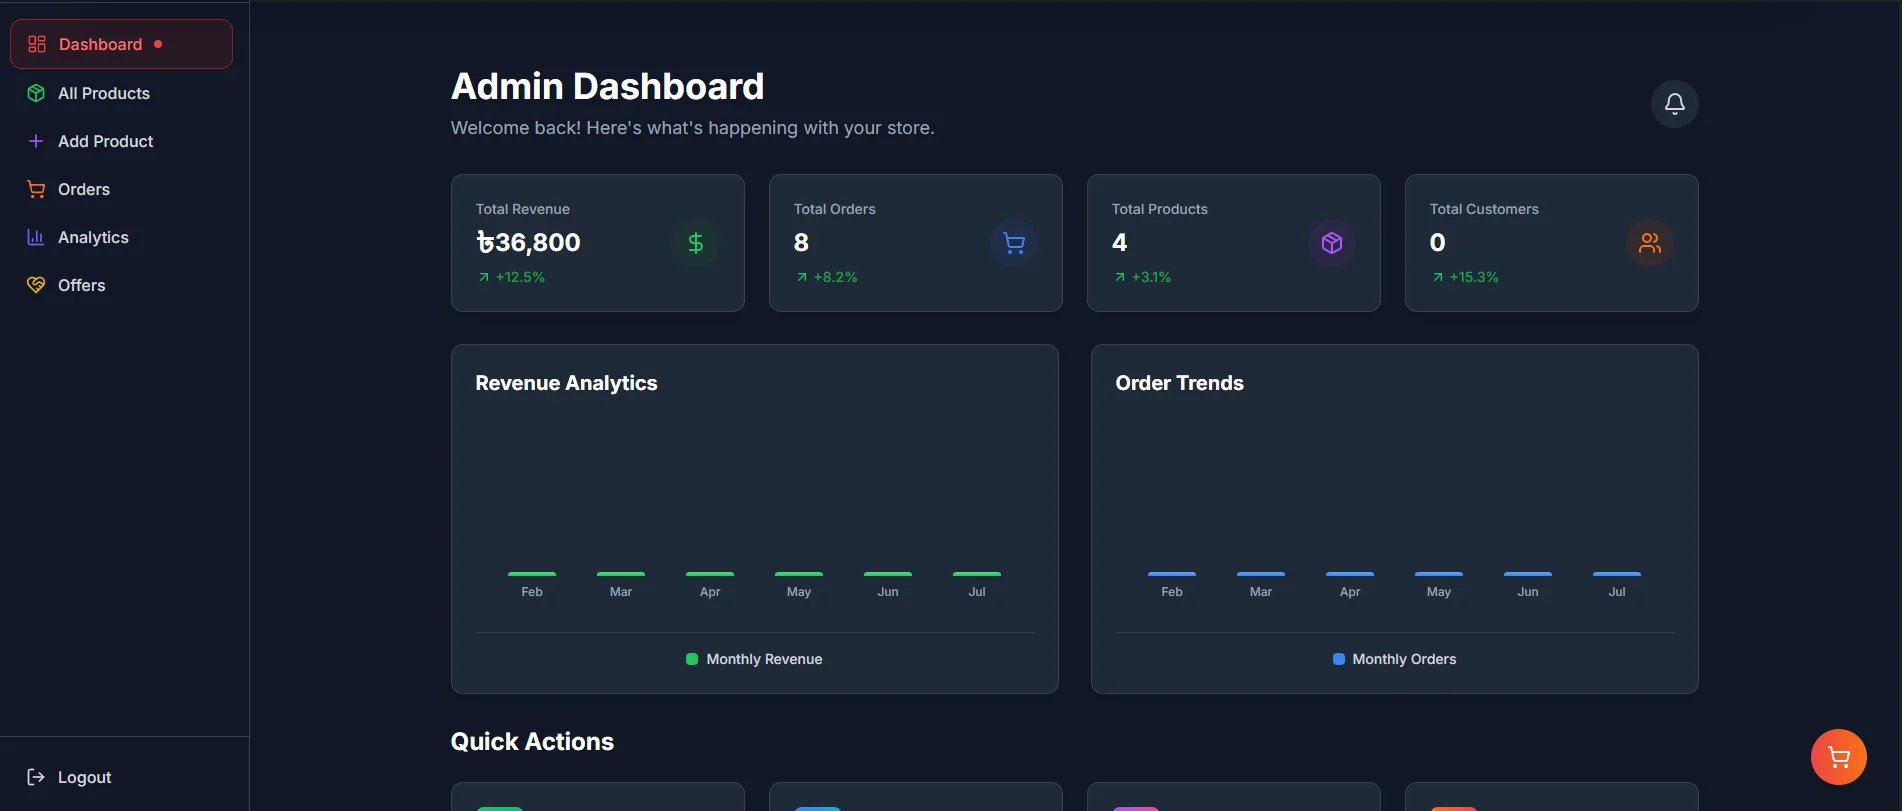 Dashboard
All Products
Add Product
Orders
Analytics
Offers
Logout
Admin Dashboard
Welcome back! Here's what's happening with your store.
Total Revenue
৳36,800
+12.5%
Total Orders
8
+8.2%
Total Products
4
+3.1%
Total Customers
0
+15.3%
Revenue Analytics
Feb Mar Apr May Jun Jul
Monthly Revenue
Order Trends
Feb Mar Apr May Jun Jul
Monthly Orders
Quick Actions